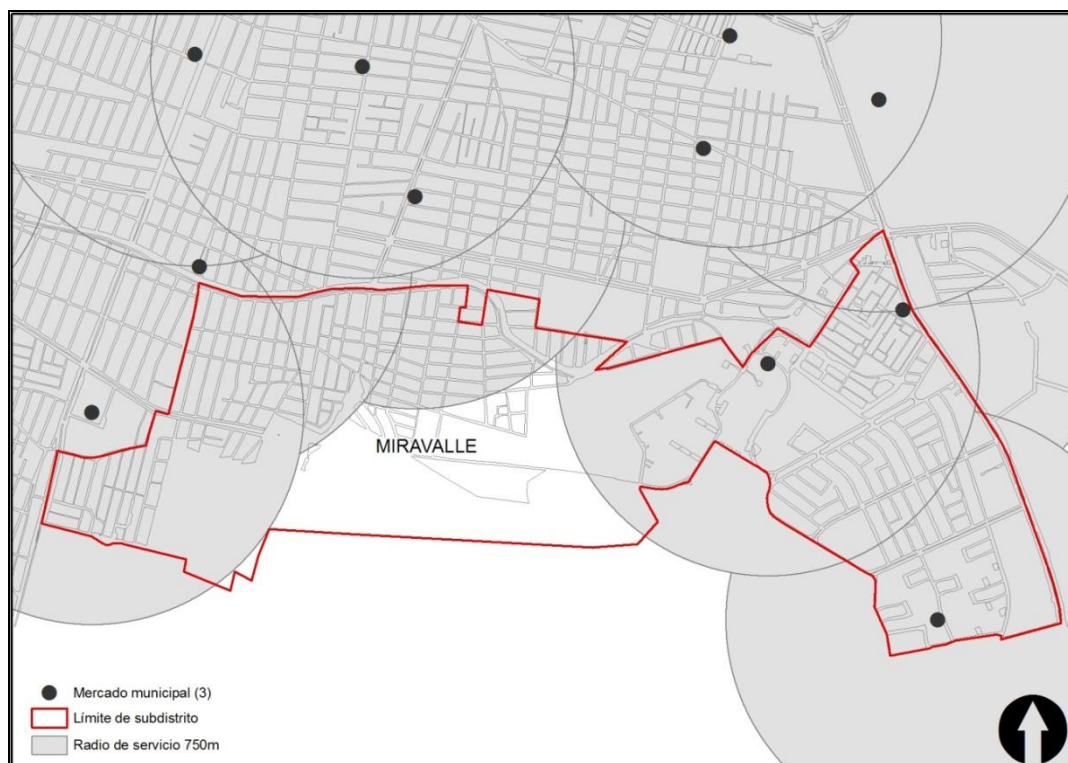 MIRAVALLE
Mercado municipal (3)
Límite de subdistrito
Radio de servicio 750m